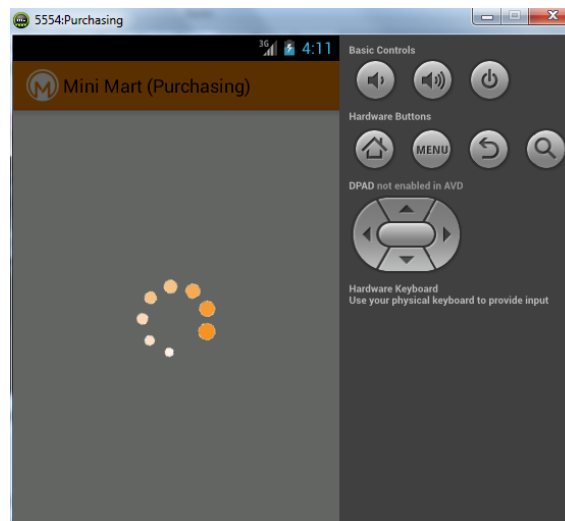 5554:Purchasing
3G 4:11
Mini Mart (Purchasing)
Basic Controls
Hardware Buttons
MENU
DPAD not enabled in AVD
Hardware Keyboard
Use your physical keyboard to provide input